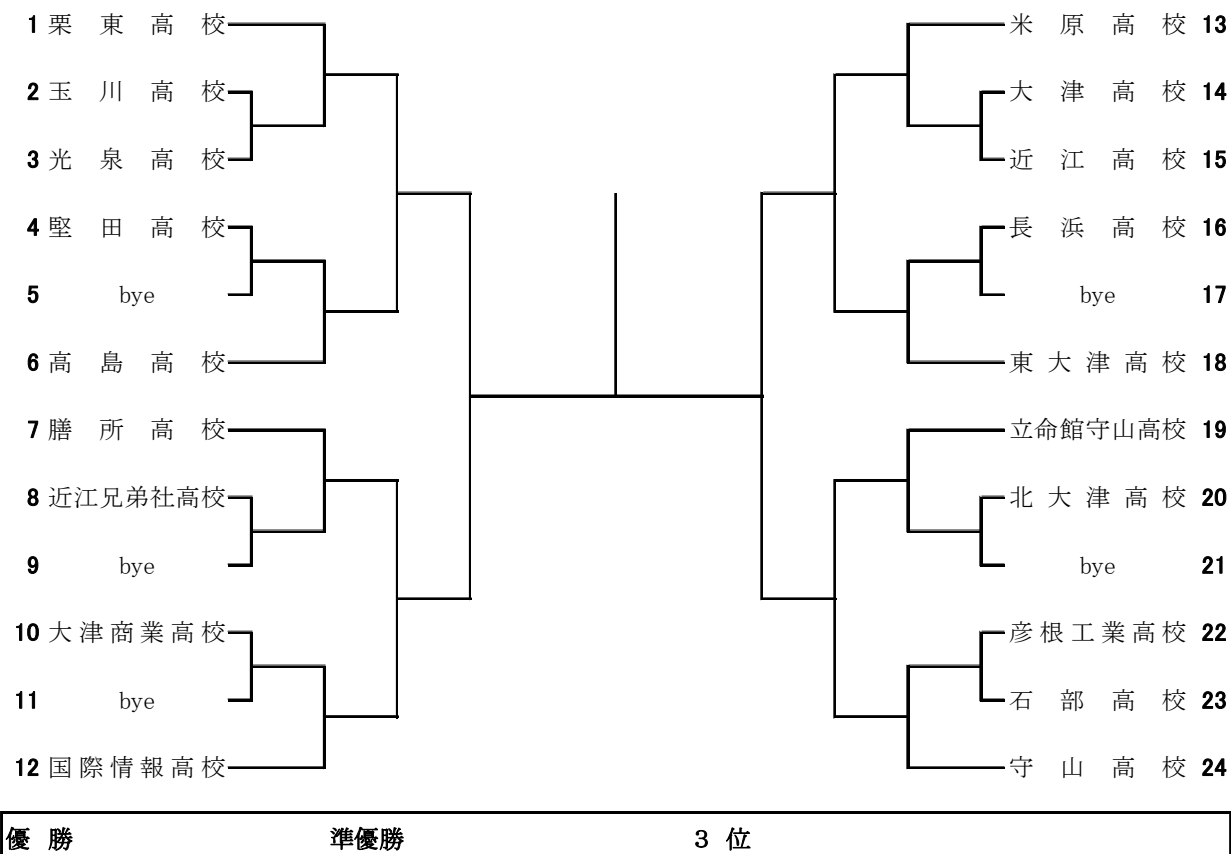 1 栗東高校
2 玉川高校
3 光泉高校
4 堅田高校
5 bye
6 高島高校
7 膳所高校
8 近江兄弟社高校
9 bye
10 大津商業高校
11 bye
12 国際情報高校
米原高校 13
大津高校 14
近江高校 15
長浜高校 16
bye 17
東大津高校 18
立命館守山高校 19
北大津高校 20
bye 21
彦根工業高校 22
石部高校 23
守山高校 24
優 勝 準優勝 3 位